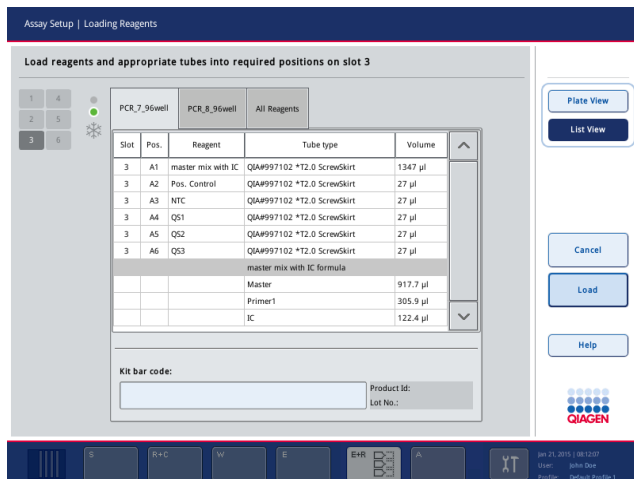 Assay Setup | Loading Reagents
Load reagents and appropriate tubes into required positions on slot 3
1 4
2 5
3 6
PCR_7_96well PCR_8_96well All Reagents
Slot Pos. Reagent Tube type Volume
3 A1 master mix with IC QIA#997102 *T2.0 ScrewSkirt 1347 µl
3 A2 Pos. Control QIA#997102 *T2.0 ScrewSkirt 27 µl
3 A3 NTC QIA#997102 *T2.0 ScrewSkirt 27 µl
3 A4 QS1 QIA#997102 *T2.0 ScrewSkirt 27 µl
3 A5 QS2 QIA#997102 *T2.0 ScrewSkirt 27 µl
3 A6 QS3 QIA#997102 *T2.0 ScrewSkirt 27 µl
master mix with IC formula
Master 917.7 µl
Primer1 305.9 µl
IC 122.4 µl
Kit bar code:
Product Id:
Lot No.:
Plate View
List View
Cancel
Load
Help
QIAGEN
S R+C W E E+R A
Jan 21, 2015 | 08:12:07
User: John Doe
Profile: Default Profile 1